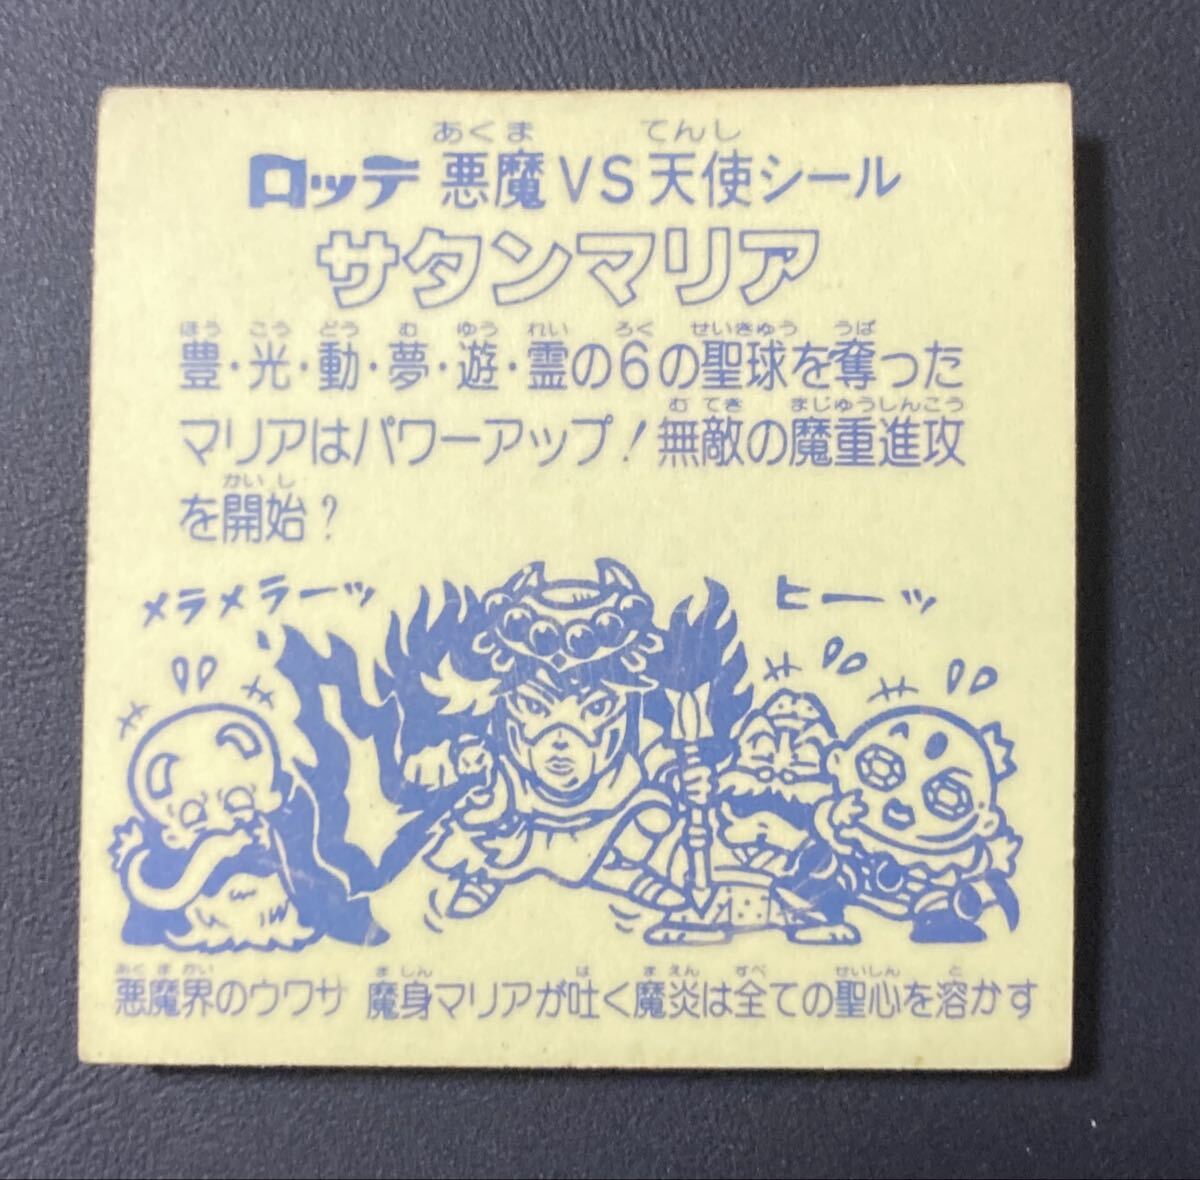 あくま てんし
ロッテ 悪魔VS天使シール
サタンマリア
ほう こう どう む ゆう れい ろく せいきゅう うば
豊・光・動・夢・遊・霊の6の聖球を奪った
むてき まじゅうしんこう
マリアはパワーアップ!無敵の魔重進攻
かいし
を開始?
メラメラーッ ヒーッ
あくまかい ましん は まえん すべ せいしん と
悪魔界のウワサ 魔身マリアが吐く魔炎は全ての聖心を溶かす